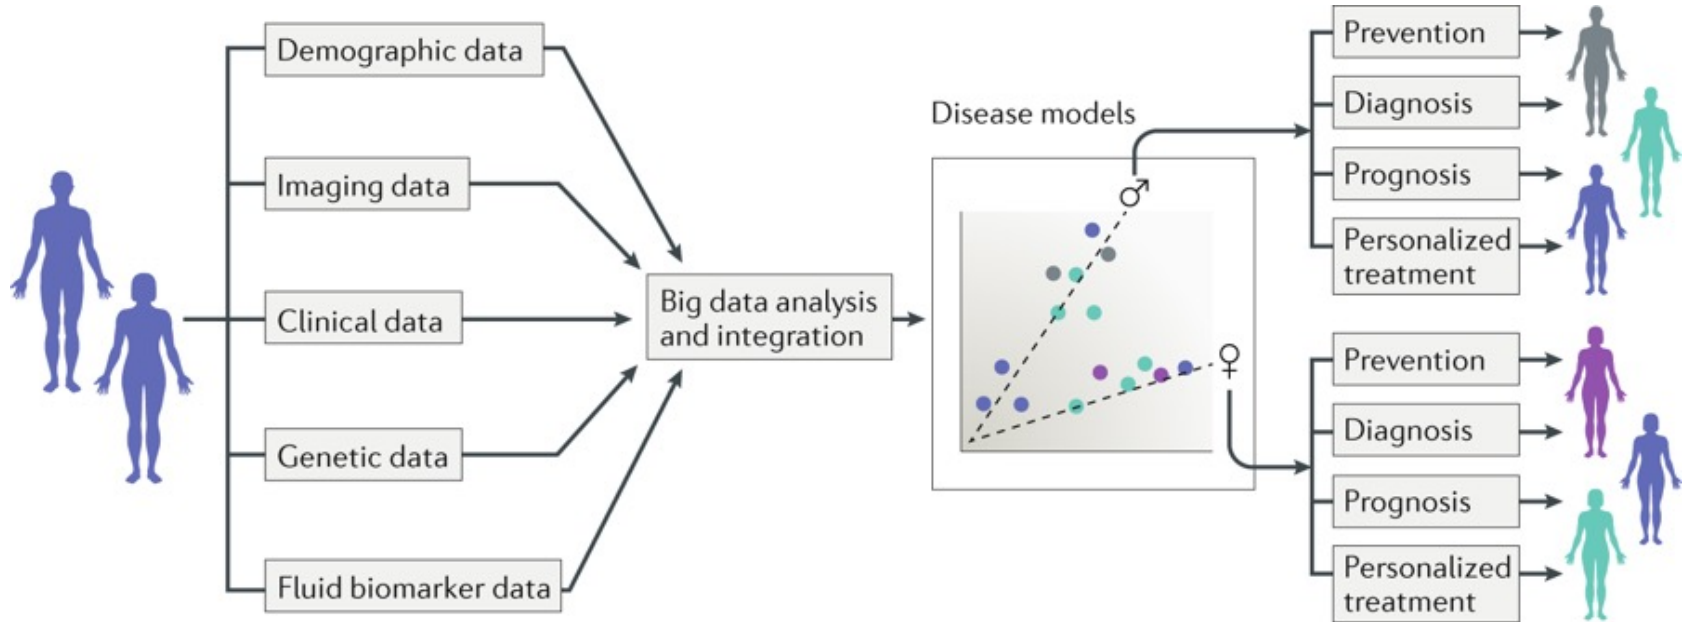 Demographic data
Imaging data
Clinical data
Genetic data
Fluid biomarker data
Big data analysis
and integration
Disease models
♂
♀
Prevention
Diagnosis
Prognosis
Personalized
treatment
Prevention
Diagnosis
Prognosis
Personalized
treatment